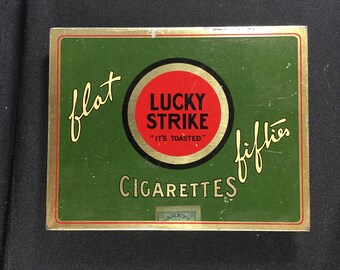 flat
LUCKY
STRIKE
"IT'S TOASTED"
fifties
CIGARETTES